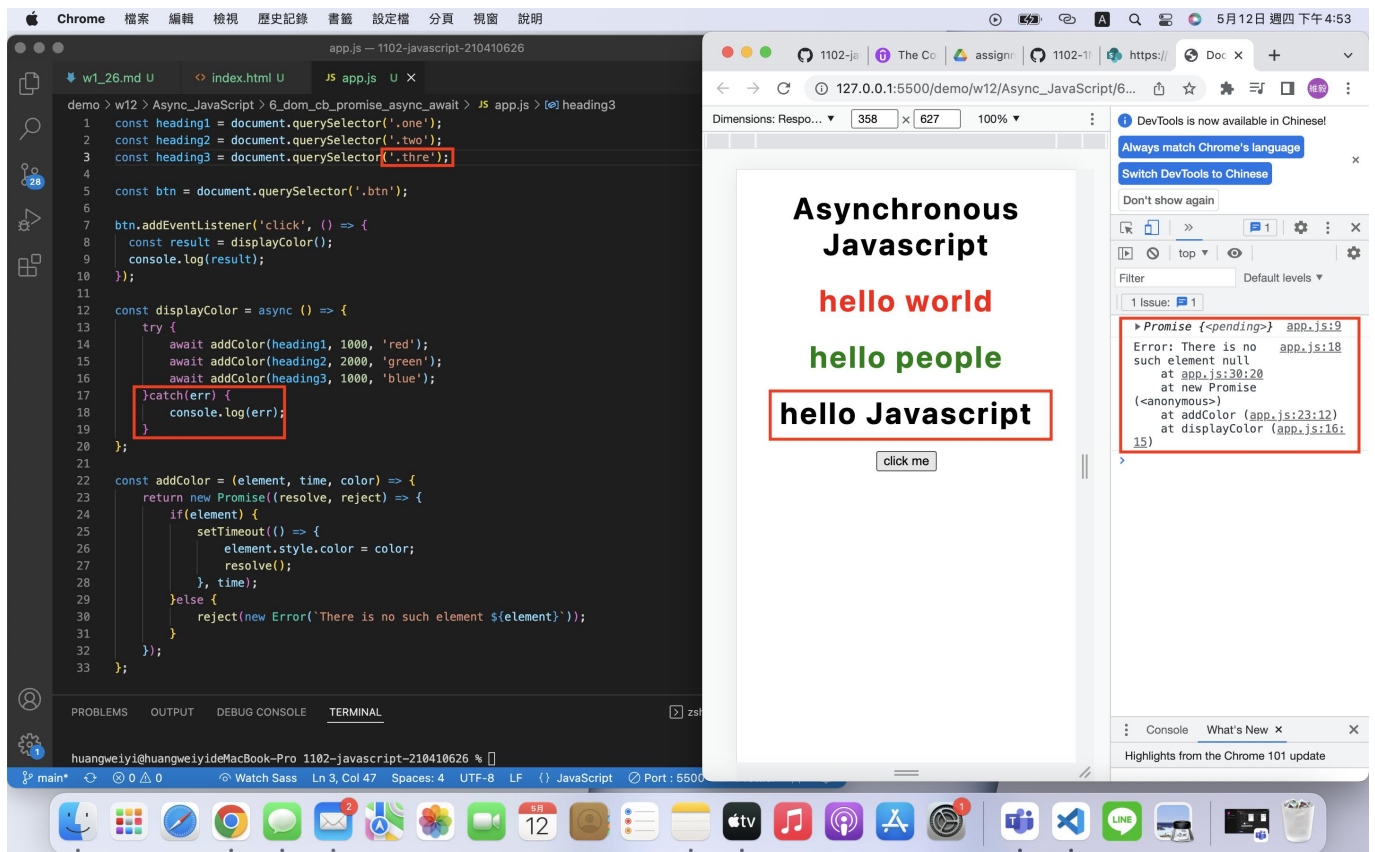 Chrome 檔案 編輯 檢視 歷史記錄 書籤 設定檔 分頁 視窗 說明
A
5月12日 週四 下午4:53
app.js — 1102-javascript-210410626
w1_26.md U
<> index.html U
JS app.js U ×
demo > w12 > Async_JavaScript > 6_dom_cb_promise_async_await > JS app.js > heading3
1 const heading1 = document.querySelector('.one');
2 const heading2 = document.querySelector('.two');
3 const heading3 = document.querySelector('.thre');
4
5 const btn = document.querySelector('.btn');
6
7 btn.addEventListener('click', () => {
8 const result = displayColor();
9 console.log(result);
10 });
11
12 const displayColor = async () => {
13 try {
14 await addColor(heading1, 1000, 'red');
15 await addColor(heading2, 2000, 'green');
16 await addColor(heading3, 1000, 'blue');
17 }catch(err) {
18 console.log(err);
19 }
20 };
21
22 const addColor = (element, time, color) => {
23 return new Promise((resolve, reject) => {
24 if(element) {
25 setTimeout(() => {
26 element.style.color = color;
27 resolve();
28 }, time);
29 }else {
30 reject(new Error(`There is no such element ${element}`));
31 }
32 });
33 };
28
1
PROBLEMS OUTPUT DEBUG CONSOLE TERMINAL
zsh
huangweiyi@huangweiyideMacBook-Pro 1102-javascript-210410626 %
main* 0 0 Watch Sass Ln 3, Col 47 Spaces: 4 UTF-8 LF {} JavaScript Port : 5500
1102-ja
The Co
assignn
1102-1
https://
Doc ×
127.0.0.1:5500/demo/w12/Async_JavaScript/6...
維毅
Dimensions: Respo... ▼ 358 × 627 100% ▼
Asynchronous
Javascript
hello world
hello people
hello Javascript
click me
DevTools is now available in Chinese!
Always match Chrome's language
Switch DevTools to Chinese
Don't show again
» 1
top ▼
Filter
Default levels ▼
1 Issue: 1
Promise {<pending>} app.js:9
Error: There is no app.js:18
such element null
at app.js:30:20
at new Promise
(<anonymous>)
at addColor (app.js:23:12)
at displayColor (app.js:16:
15)
Console What's New ×
Highlights from the Chrome 101 update
2
5月
12
tv
1
LINE